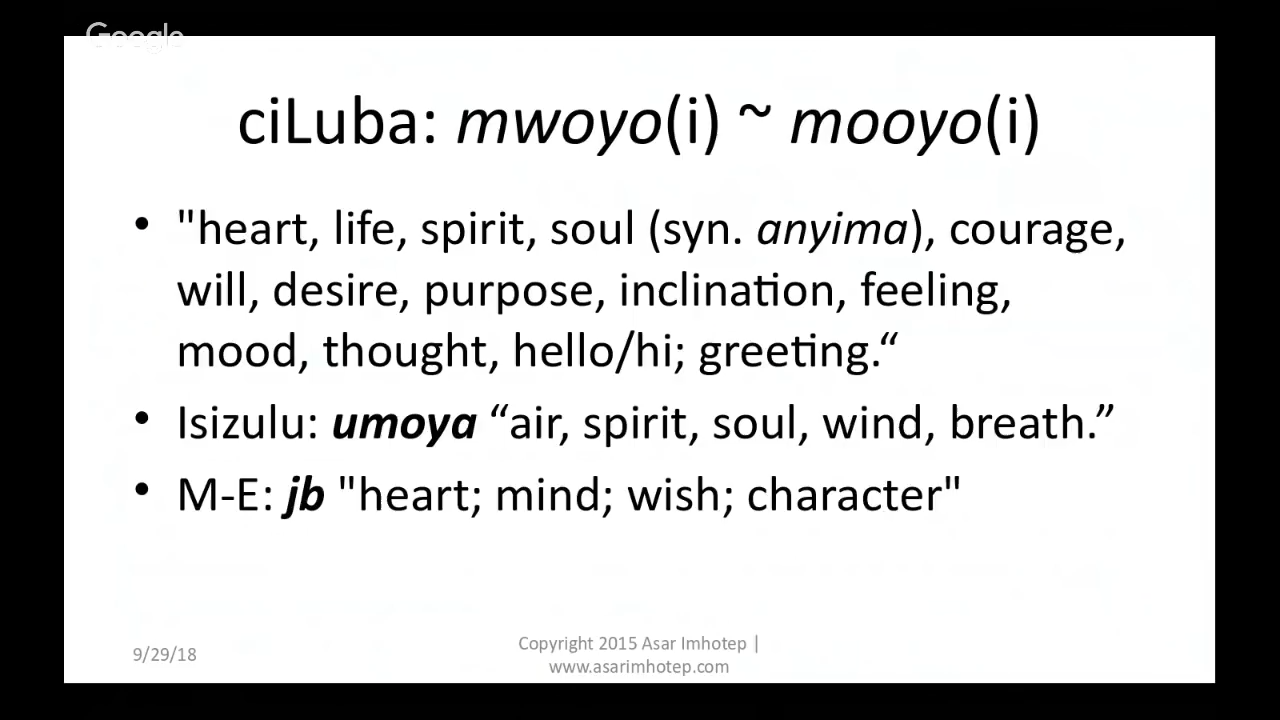 Google
ciLuba: mwoyo(i) ~ mooyo(i)
• "heart, life, spirit, soul (syn. anyima), courage,
will, desire, purpose, inclination, feeling,
mood, thought, hello/hi; greeting.“
• Isizulu: umoya “air, spirit, soul, wind, breath.”
• M-E: jb "heart; mind; wish; character"
9/29/18
Copyright 2015 Asar Imhotep |
www.asarimhotep.com